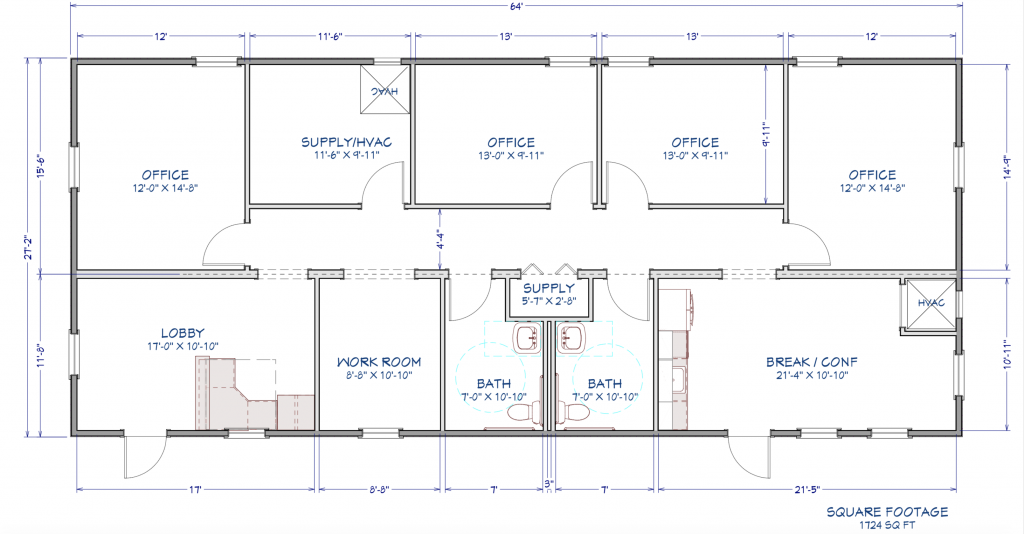 64'
12'
11'-6"
13'
13'
12'
HVAC
SUPPLY/HVAC
11'-6" X 9'-11"
OFFICE
13'-0" X 9'-11"
OFFICE
13'-0" X 9'-11"
9'-11"
OFFICE
12'-0" X 14'-8"
OFFICE
12'-0" X 14'-8"
15'-6"
14'-9"
27'-2"
4'-4"
SUPPLY
5'-7" X 2'-8"
HVAC
LOBBY
17'-0" X 10'-10"
WORK ROOM
8'-8" X 10'-10"
BATH
7'-0" X 10'-10"
BATH
7'-0" X 10'-10"
BREAK / CONF
21'-4" X 10'-10"
11'-8"
10'-11"
17'
8'-8"
7'
3"
7'
21'-5"
SQUARE FOOTAGE
1724 SQ FT